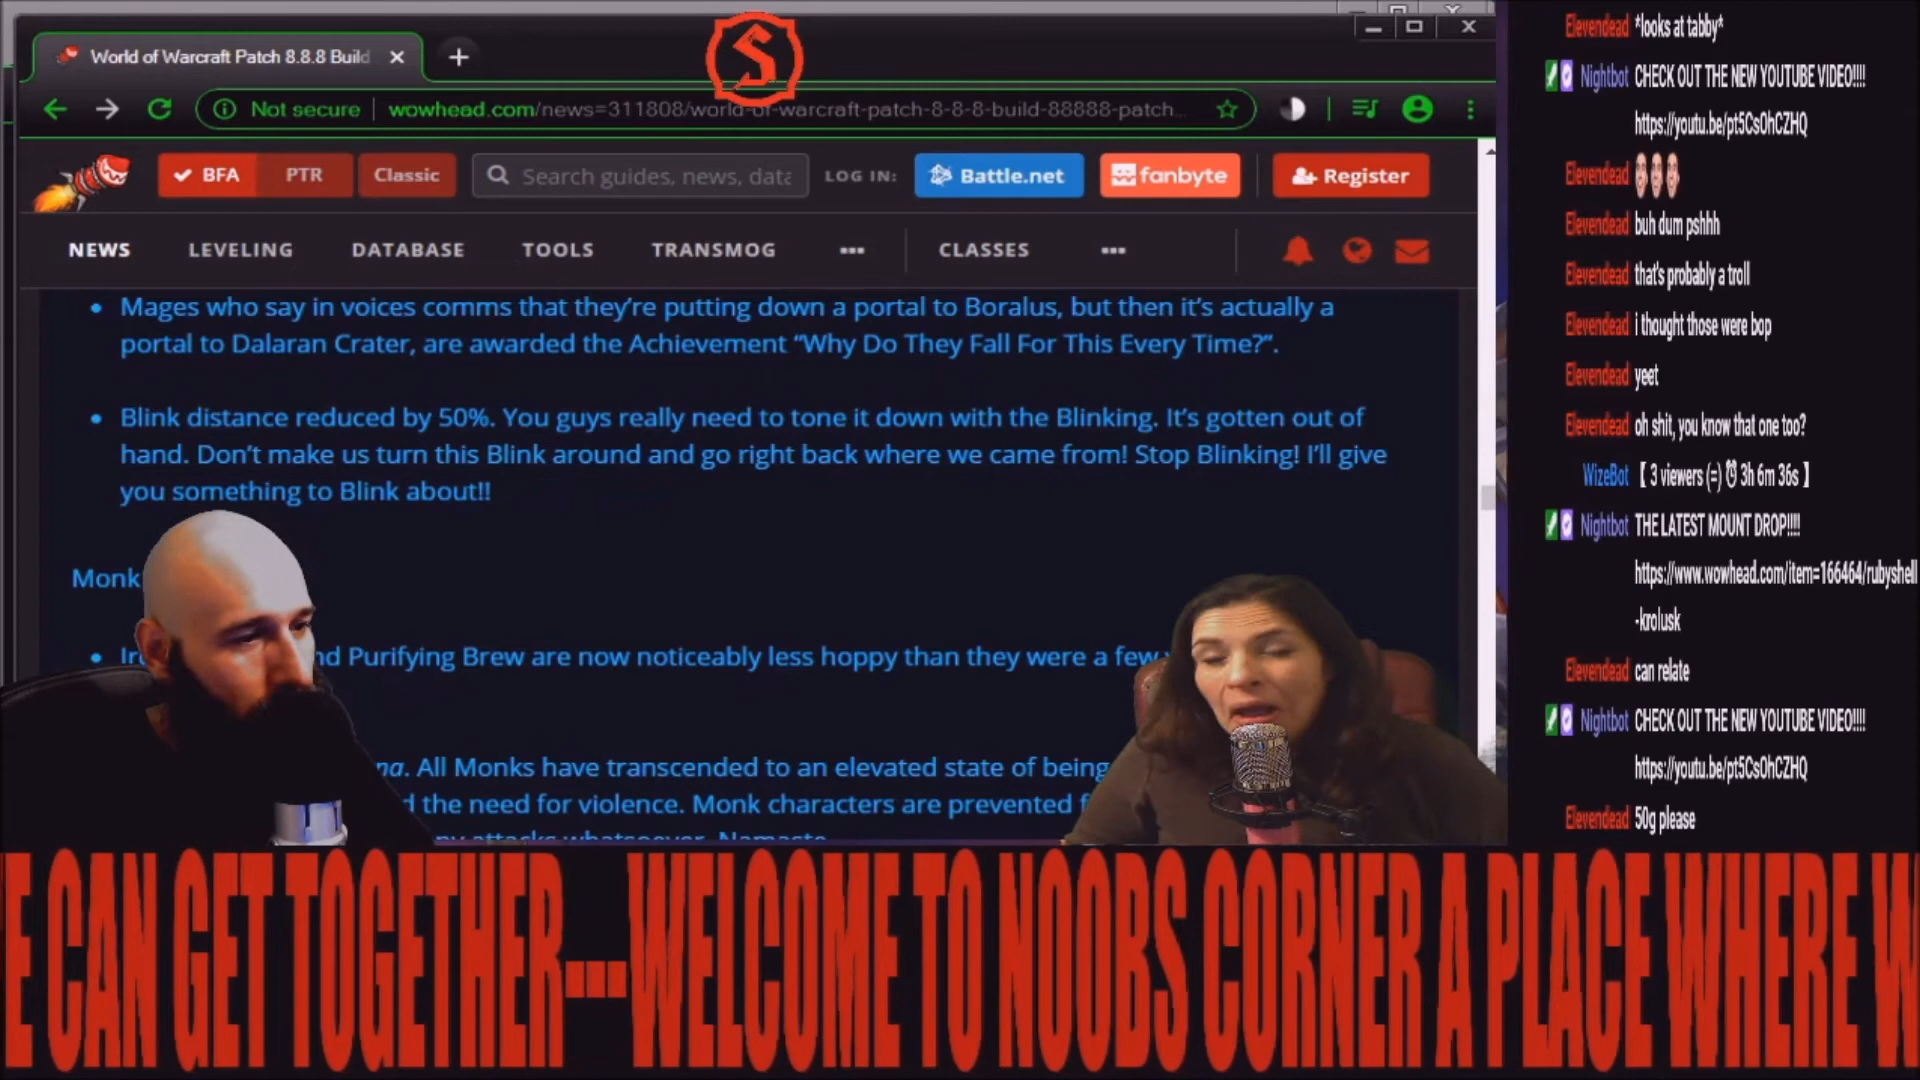 World of Warcraft Patch 8.8.8 Build
Not secure
wowhead.com/news=311808/world-of-warcraft-patch-8-8-8-build-88888-patch...
BFA
PTR
Classic
Search guides, news, data
LOG IN:
Battle.net
fanbyte
Register
NEWS
LEVELING
DATABASE
TOOLS
TRANSMOG
CLASSES
Mages who say in voices comms that they’re putting down a portal to Boralus, but then it’s actually a
portal to Dalaran Crater, are awarded the Achievement “Why Do They Fall For This Every Time?”.
Blink distance reduced by 50%. You guys really need to tone it down with the Blinking. It’s gotten out of
hand. Don’t make us turn this Blink around and go right back where we came from! Stop Blinking! I’ll give
you something to Blink about!!
Monk
Purifying Brew are now noticeably less hoppy than they were a few
All Monks have transcended to an elevated state of being
the need for violence. Monk characters are prevented
attacks whatsoever. Namaste
Elevendead *looks at tabby*
Nightbot CHECK OUT THE NEW YOUTUBE VIDEO!!!!
https://youtu.be/pt5CsOhCZHQ
Elevendead
Elevendead buh dum pshhh
Elevendead that's probably a troll
Elevendead i thought those were bop
Elevendead yeet
Elevendead oh shit, you know that one too?
WizeBot 【 3 viewers (=) ⏰ 3h 6m 36s 】
Nightbot THE LATEST MOUNT DROP!!!!
https://www.wowhead.com/item=166464/rubyshell
-krolusk
Elevendead can relate
Nightbot CHECK OUT THE NEW YOUTUBE VIDEO!!!!
https://youtu.be/pt5CsOhCZHQ
Elevendead 50g please
E CAN GET TOGETHER---WELCOME TO NOOBS CORNER A PLACE WHERE W